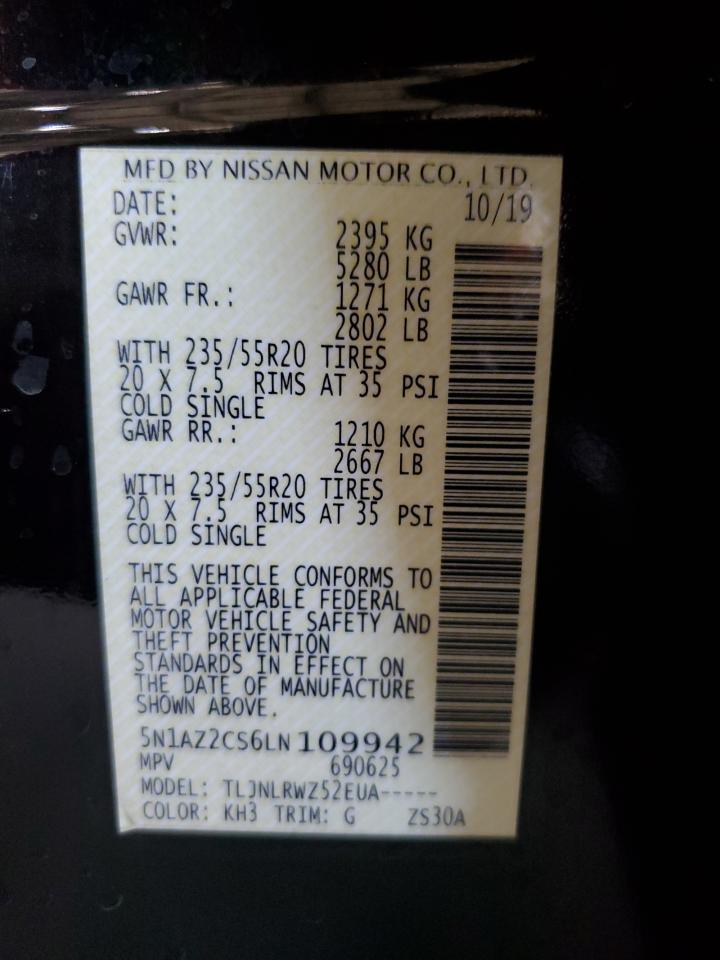 MFD BY NISSAN MOTOR CO., LTD.
DATE: 10/19
GVWR: 2395 KG
5280 LB
GAWR FR.: 1271 KG
2802 LB
WITH 235/55R20 TIRES
20 X 7.5 RIMS AT 35 PSI
COLD SINGLE
GAWR RR.: 1210 KG
2667 LB
WITH 235/55R20 TIRES
20 X 7.5 RIMS AT 35 PSI
COLD SINGLE
THIS VEHICLE CONFORMS TO
ALL APPLICABLE FEDERAL
MOTOR VEHICLE SAFETY AND
THEFT PREVENTION
STANDARDS IN EFFECT ON
THE DATE OF MANUFACTURE
SHOWN ABOVE.
5N1AZ2CS6LN109942
MPV 690625
MODEL: TLJNLRWZ52EUA-----
COLOR: KH3 TRIM: G ZS30A